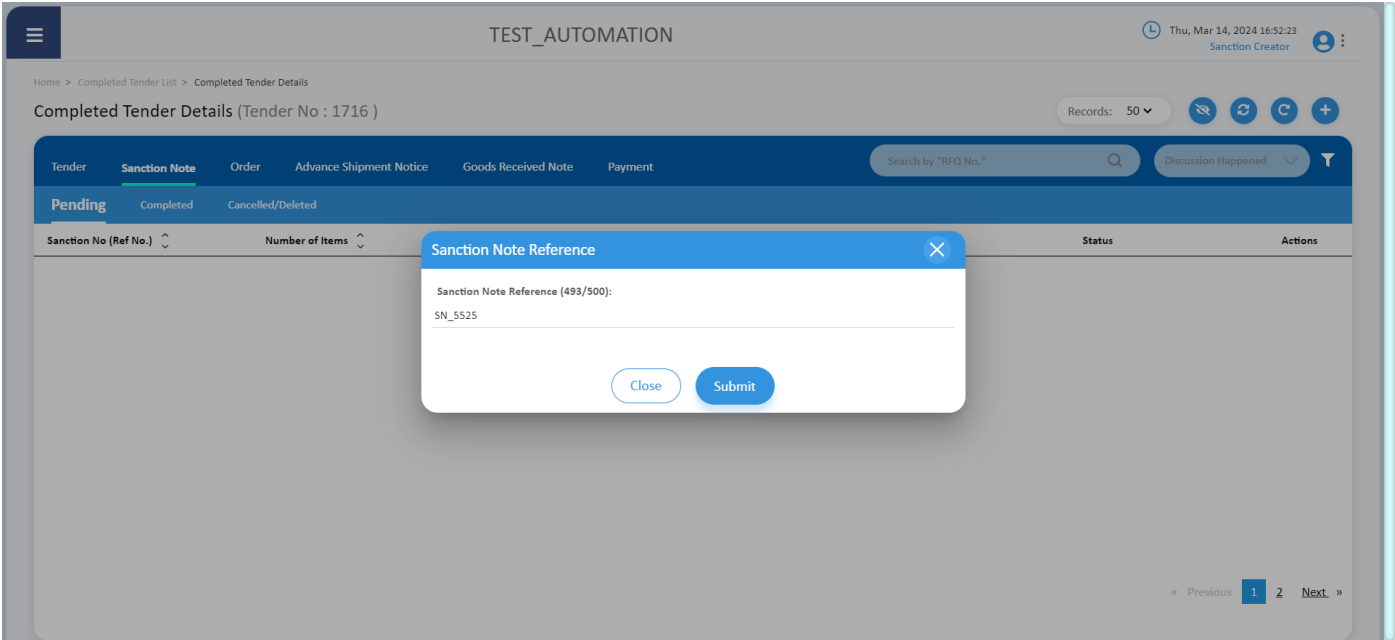 TEST_AUTOMATION
Thu, Mar 14, 2024 16:52:23
Sanction Creator
Home > Completed Tender List > Completed Tender Details
Completed Tender Details (Tender No : 1716 )
Records: 50
Tender Sanction Note Order Advance Shipment Notice Goods Received Note Payment
Search by "RFQ No." Discussion Happened
Pending Completed Cancelled/Deleted
Sanction No (Ref No.) Number of Items Status Actions
Sanction Note Reference
Sanction Note Reference (493/500):
SN_5525
Close Submit
« Previous 1 2 Next »